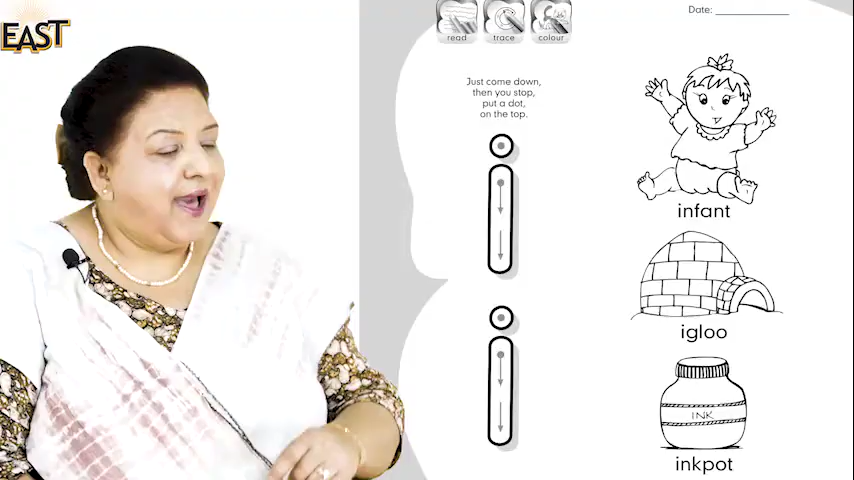 EAST
read
trace
colour
Date: ______________
Just come down,
then you stop,
put a dot,
on the top.
infant
igloo
INK
inkpot